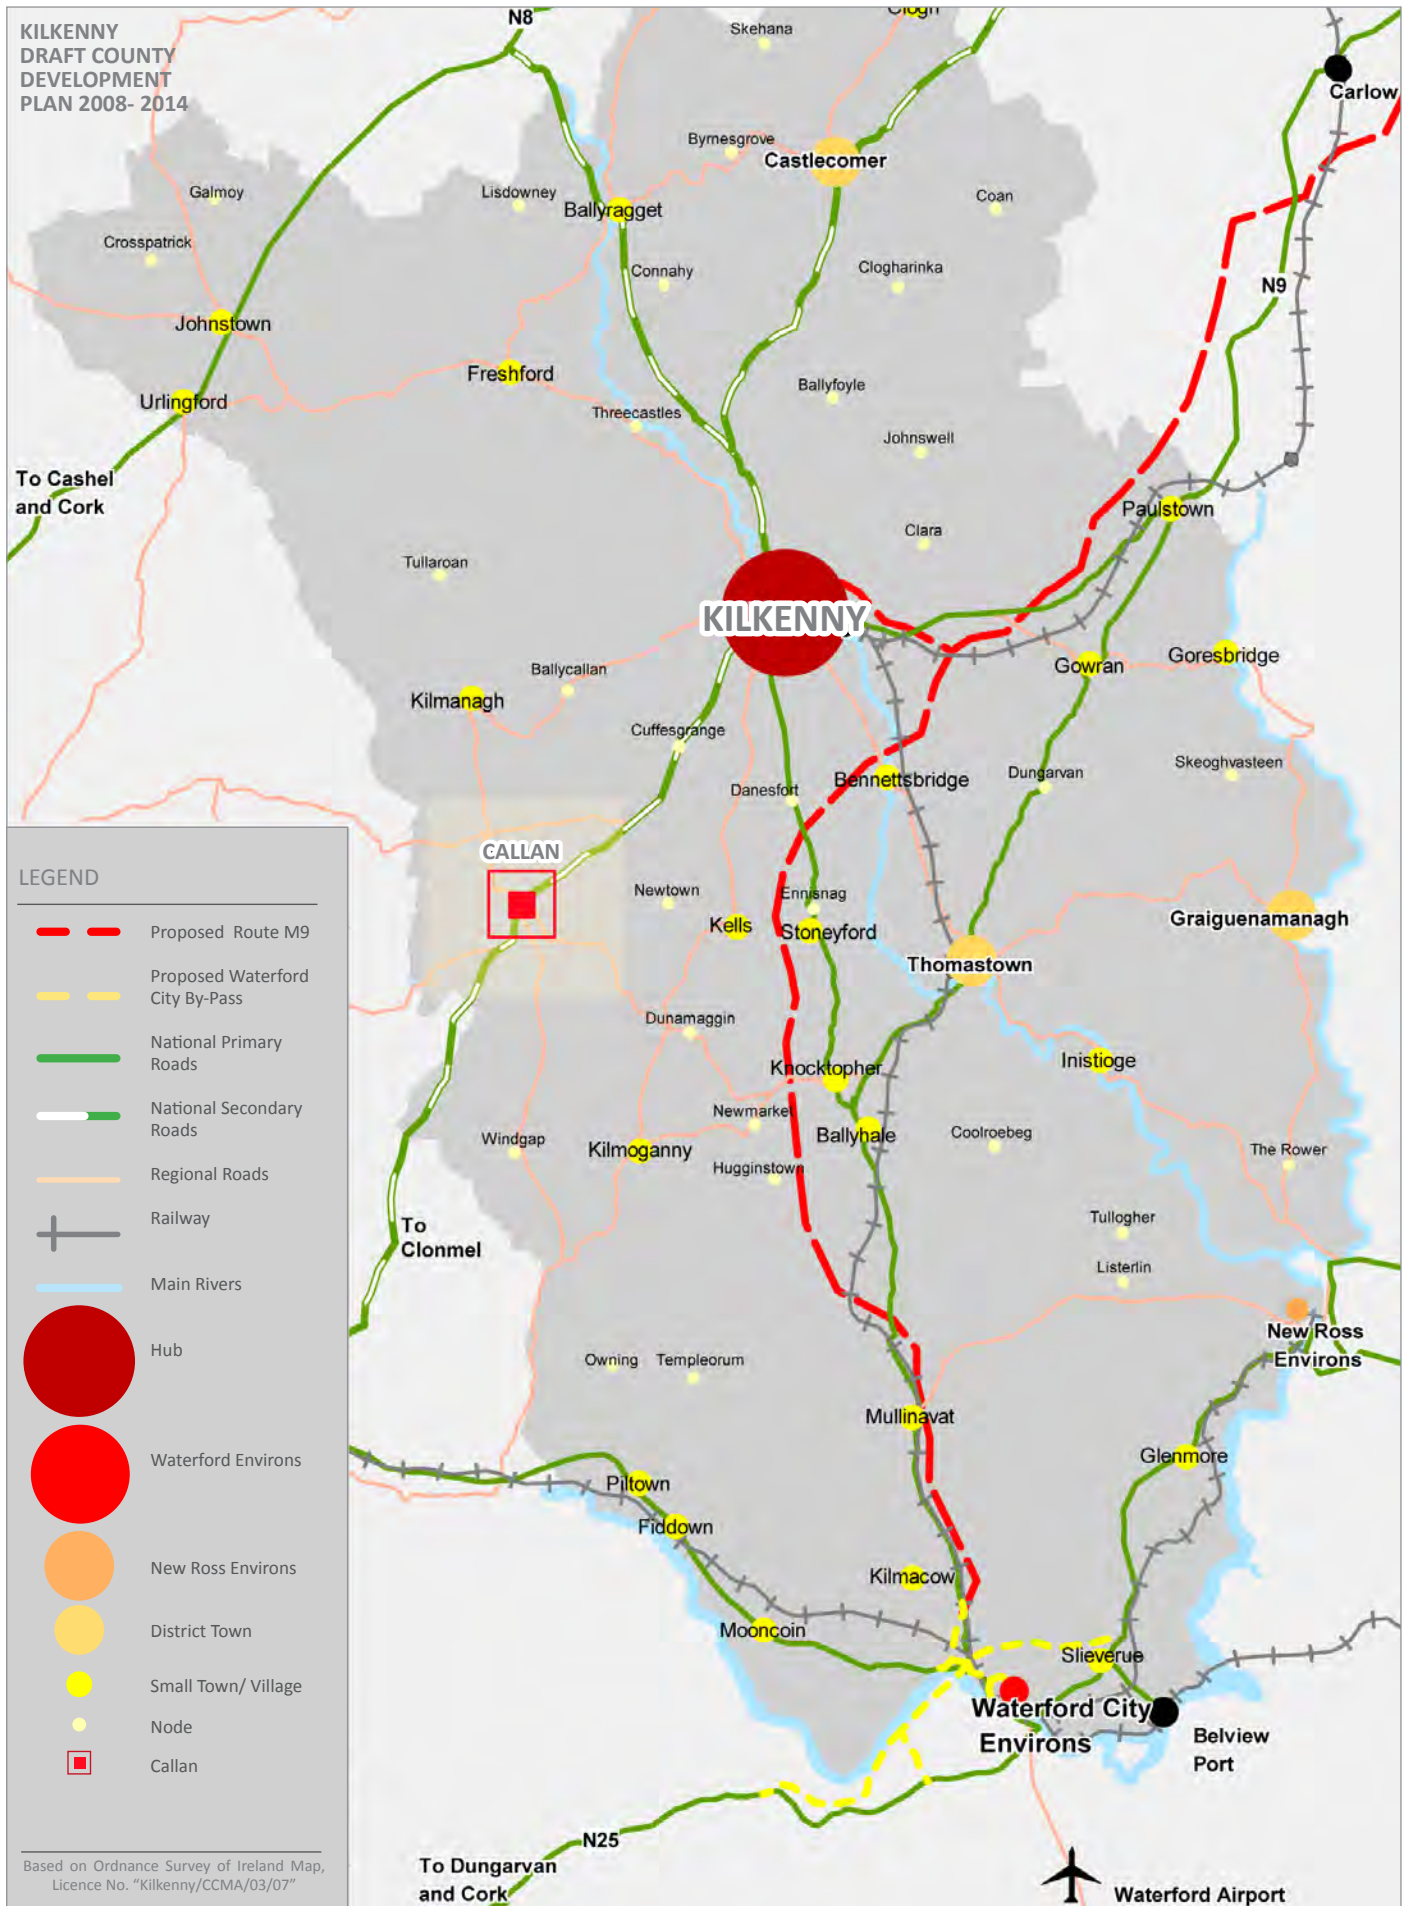 KILKENNY
DRAFT COUNTY
DEVELOPMENT
PLAN 2008- 2014
N8
Clogh
Skehana
Carlow
Byrnesgrove
Castlecomer
Galmoy
Lisdowney
Ballyragget
Coan
Crosspatrick
Connahy
Clogharinka
N9
Johnstown
Freshford
Ballyfoyle
Urlingford
Threecastles
Johnswell
To Cashel
and Cork
Paulstown
Clara
Tullaroan
KILKENNY
Goresbridge
Gowran
Ballycallan
Kilmanagh
Cuffesgrange
Skeoghvasteen
Dungarvan
Bennettsbridge
Danesfort
CALLAN
Newtown
Ennisnag
Kells
Stoneyford
Graiguenamanagh
Thomastown
Dunamaggin
Inistioge
Knocktopher
Newmarket
Ballyhale
Coolroebeg
Windgap
Kilmoganny
The Rower
Hugginstown
To
Clonmel
Tullogher
Listerlin
New Ross
Environs
Owning
Templeorum
Mullinavat
Glenmore
Piltown
Fiddown
Kilmacow
Mooncoin
Slieverue
Waterford City
Environs
Belview
Port
N25
To Dungarvan
and Cork
Waterford Airport
LEGEND
Proposed Route M9
Proposed Waterford
City By-Pass
National Primary
Roads
National Secondary
Roads
Regional Roads
Railway
Main Rivers
Hub
Waterford Environs
New Ross Environs
District Town
Small Town/ Village
Node
Callan
Based on Ordnance Survey of Ireland Map,
Licence No. “Kilkenny/CCMA/03/07”